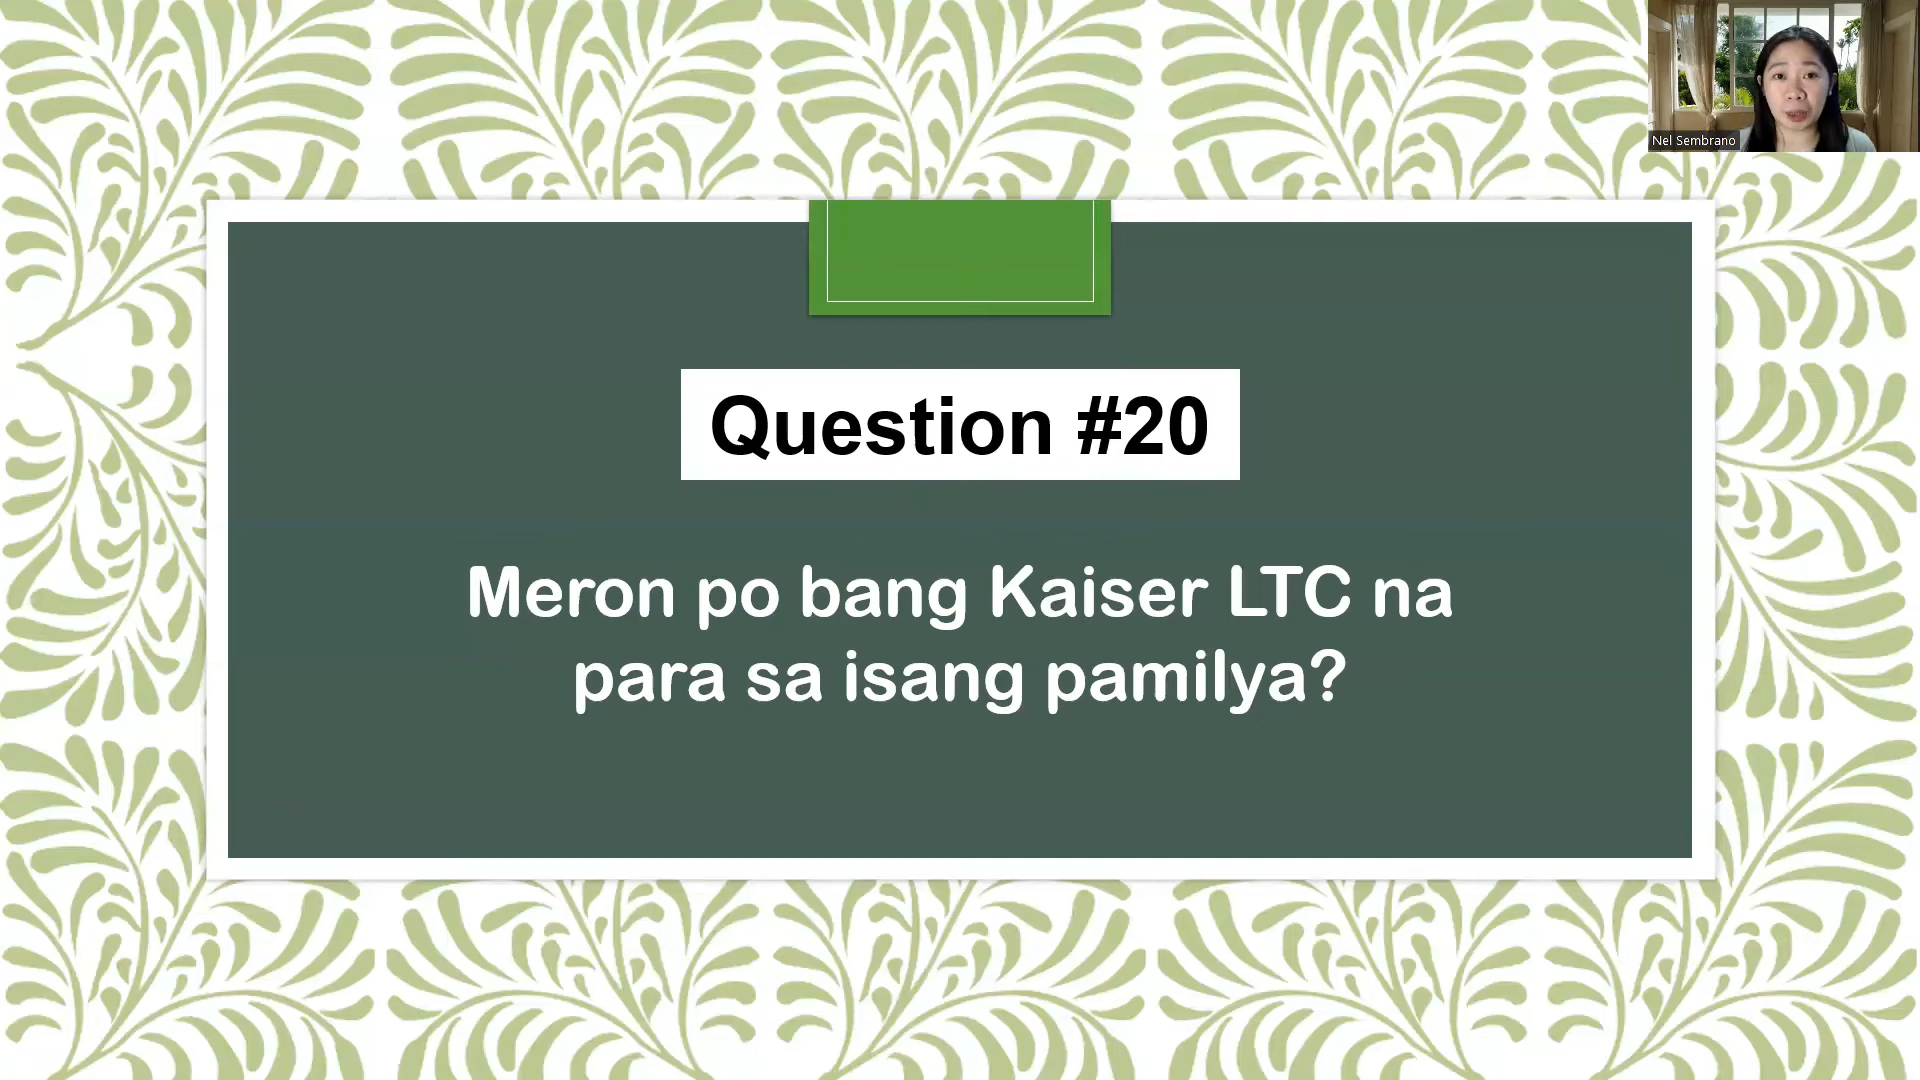 Nel Sembrano
Question #20
Meron po bang Kaiser LTC na
para sa isang pamilya?